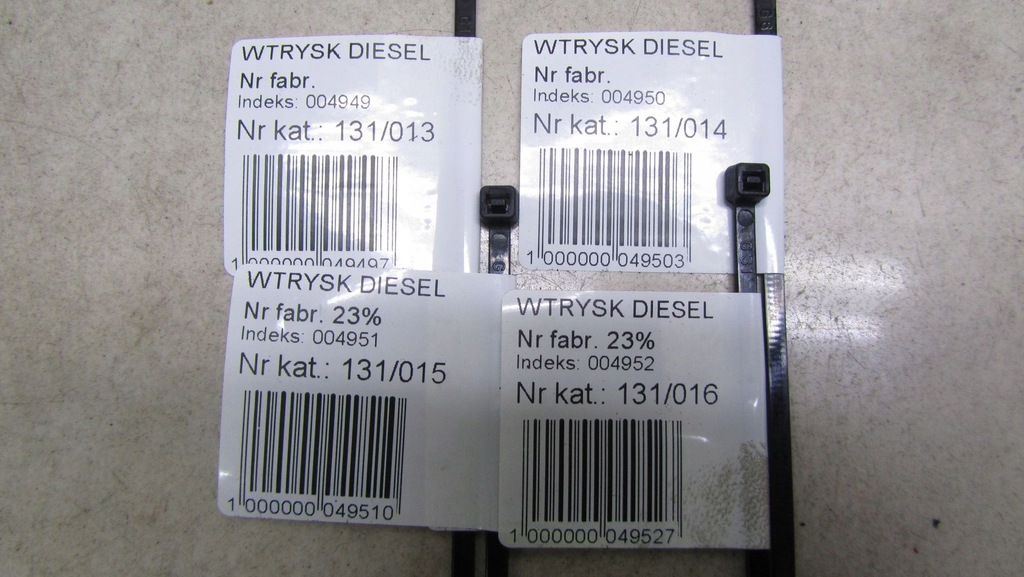 WTRYSK DIESEL
Nr fabr.
Indeks: 004949
Nr kat.: 131/013
1 000000 049497
WTRYSK DIESEL
Nr fabr.
Indeks: 004950
Nr kat.: 131/014
1 000000 049503
WTRYSK DIESEL
Nr fabr. 23%
Indeks: 004951
Nr kat.: 131/015
1 000000 049510
WTRYSK DIESEL
Nr fabr. 23%
Indeks: 004952
Nr kat.: 131/016
1 000000 049527